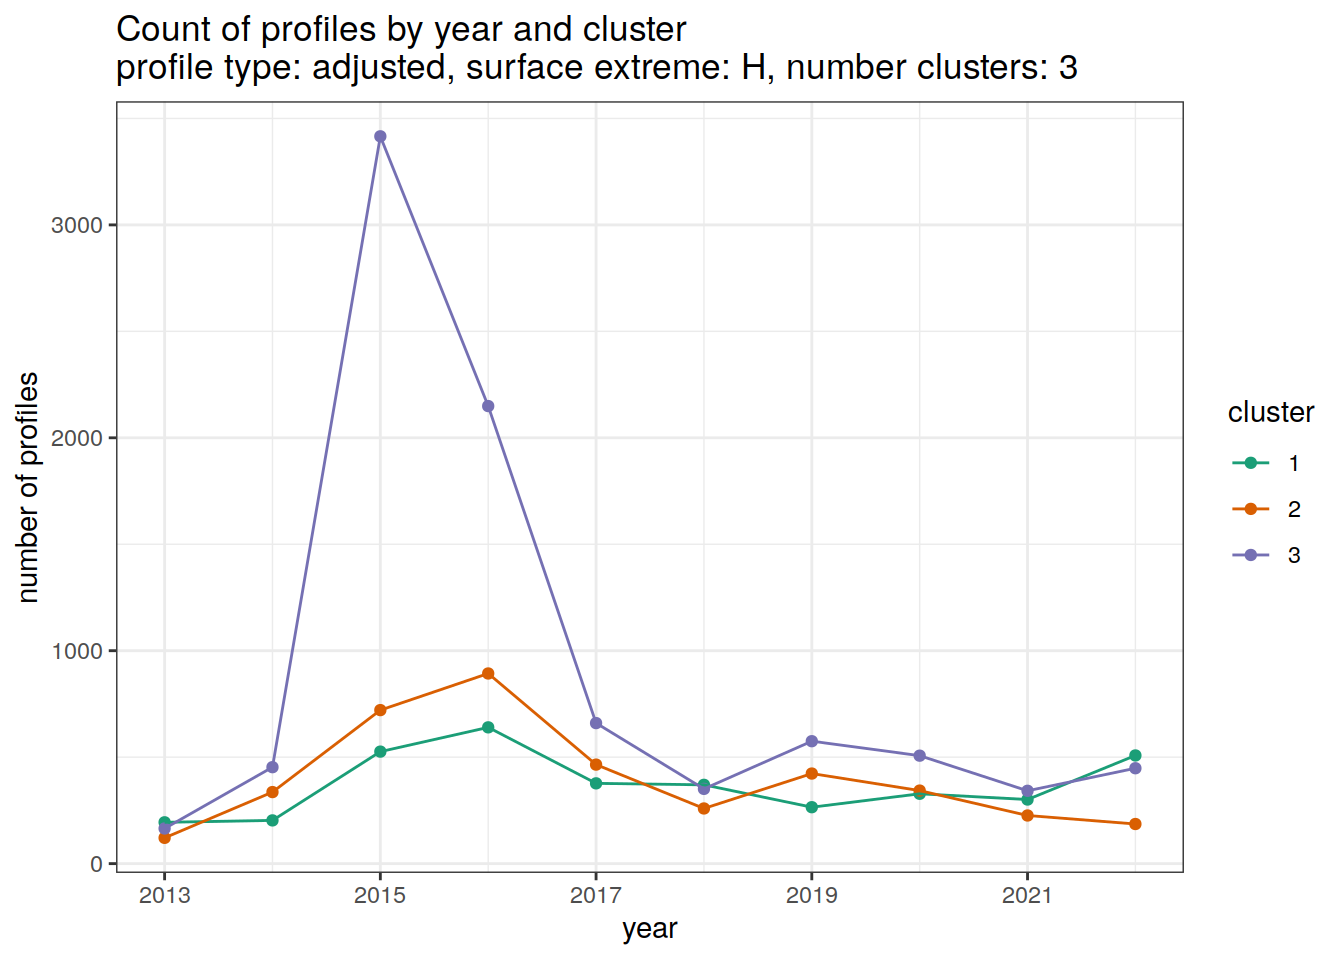 Count of profiles by year and cluster
profile type: adjusted, surface extreme: H, number clusters: 3
number of profiles
3000
2000
1000
0
2013
2015
2017
2019
2021
year
cluster
1
2
3